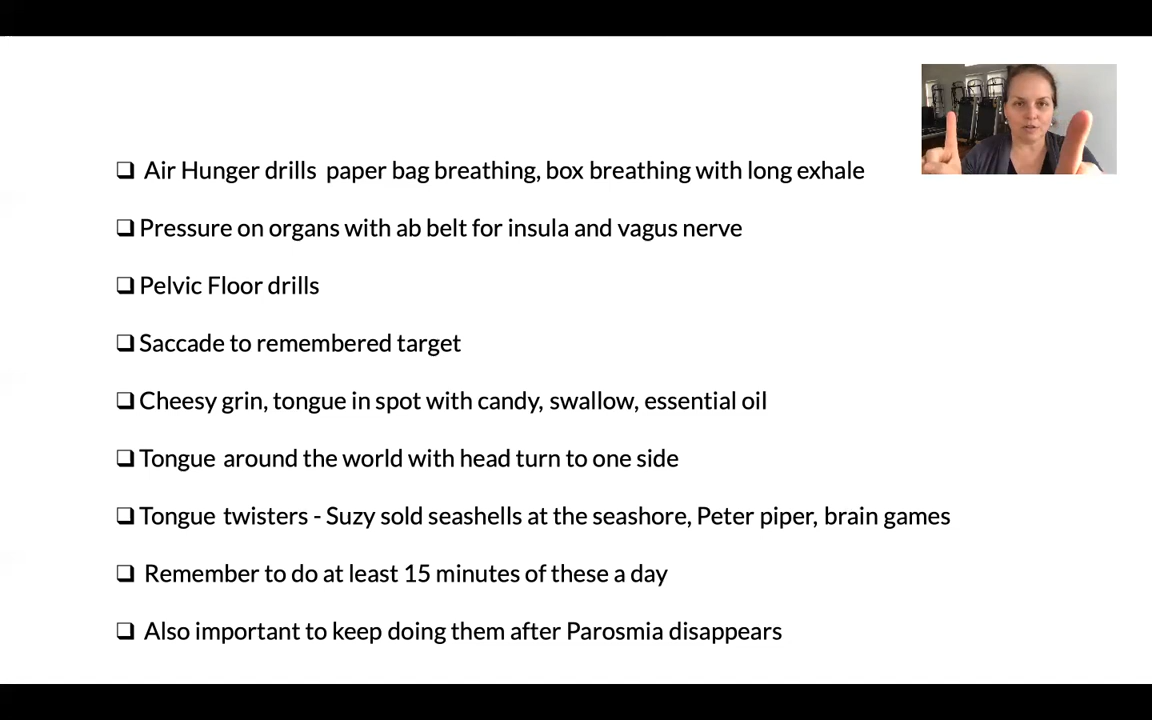 Air Hunger drills paper bag breathing, box breathing with long exhale
Pressure on organs with ab belt for insula and vagus nerve
Pelvic Floor drills
Saccade to remembered target
Cheesy grin, tongue in spot with candy, swallow, essential oil
Tongue around the world with head turn to one side
Tongue twisters - Suzy sold seashells at the seashore, Peter piper, brain games
Remember to do at least 15 minutes of these a day
Also important to keep doing them after Parosmia disappears